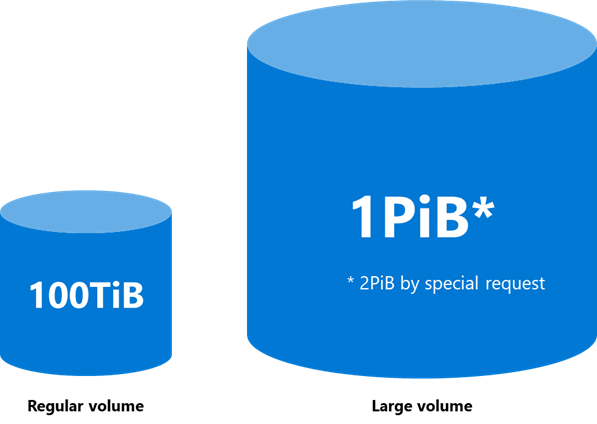 1PiB*
* 2PiB by special request
100TiB
Regular volume
Large volume